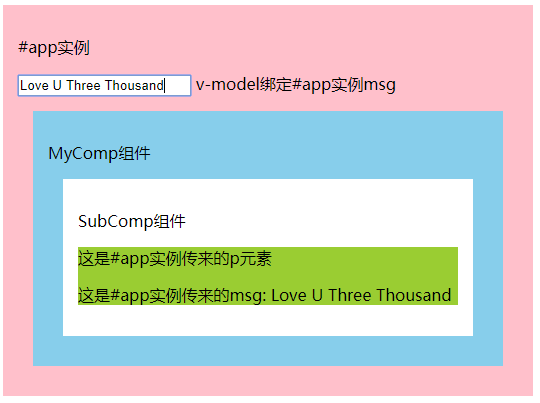 #app实例
Love U Three Thousand v-model绑定#app实例msg
MyComp组件
SubComp组件
这是#app实例传来的p元素
这是#app实例传来的msg: Love U Three Thousand